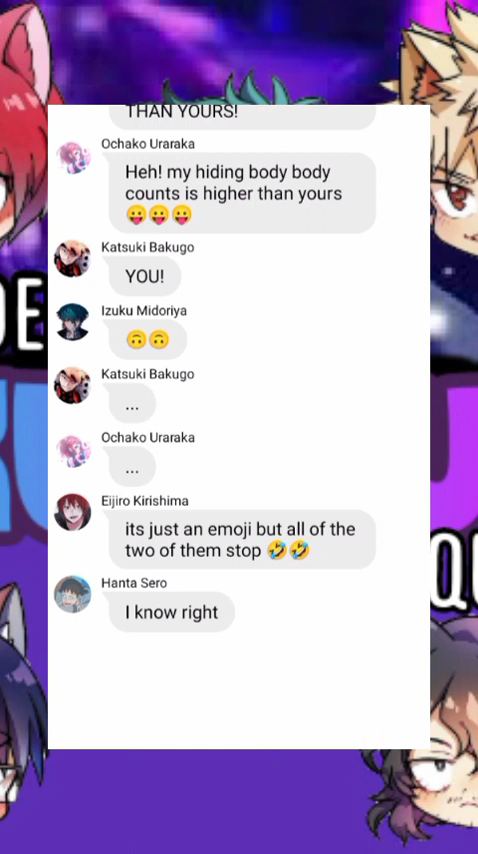 THAN YOURS!
Ochako Uraraka
Heh! my hiding body body
counts is higher than yours
😛😛😛
Katsuki Bakugo
YOU!
Izuku Midoriya
🙃🙃
Katsuki Bakugo
...
Ochako Uraraka
...
Eijiro Kirishima
its just an emoji but all of the
two of them stop 🤣🤣
Hanta Sero
I know right